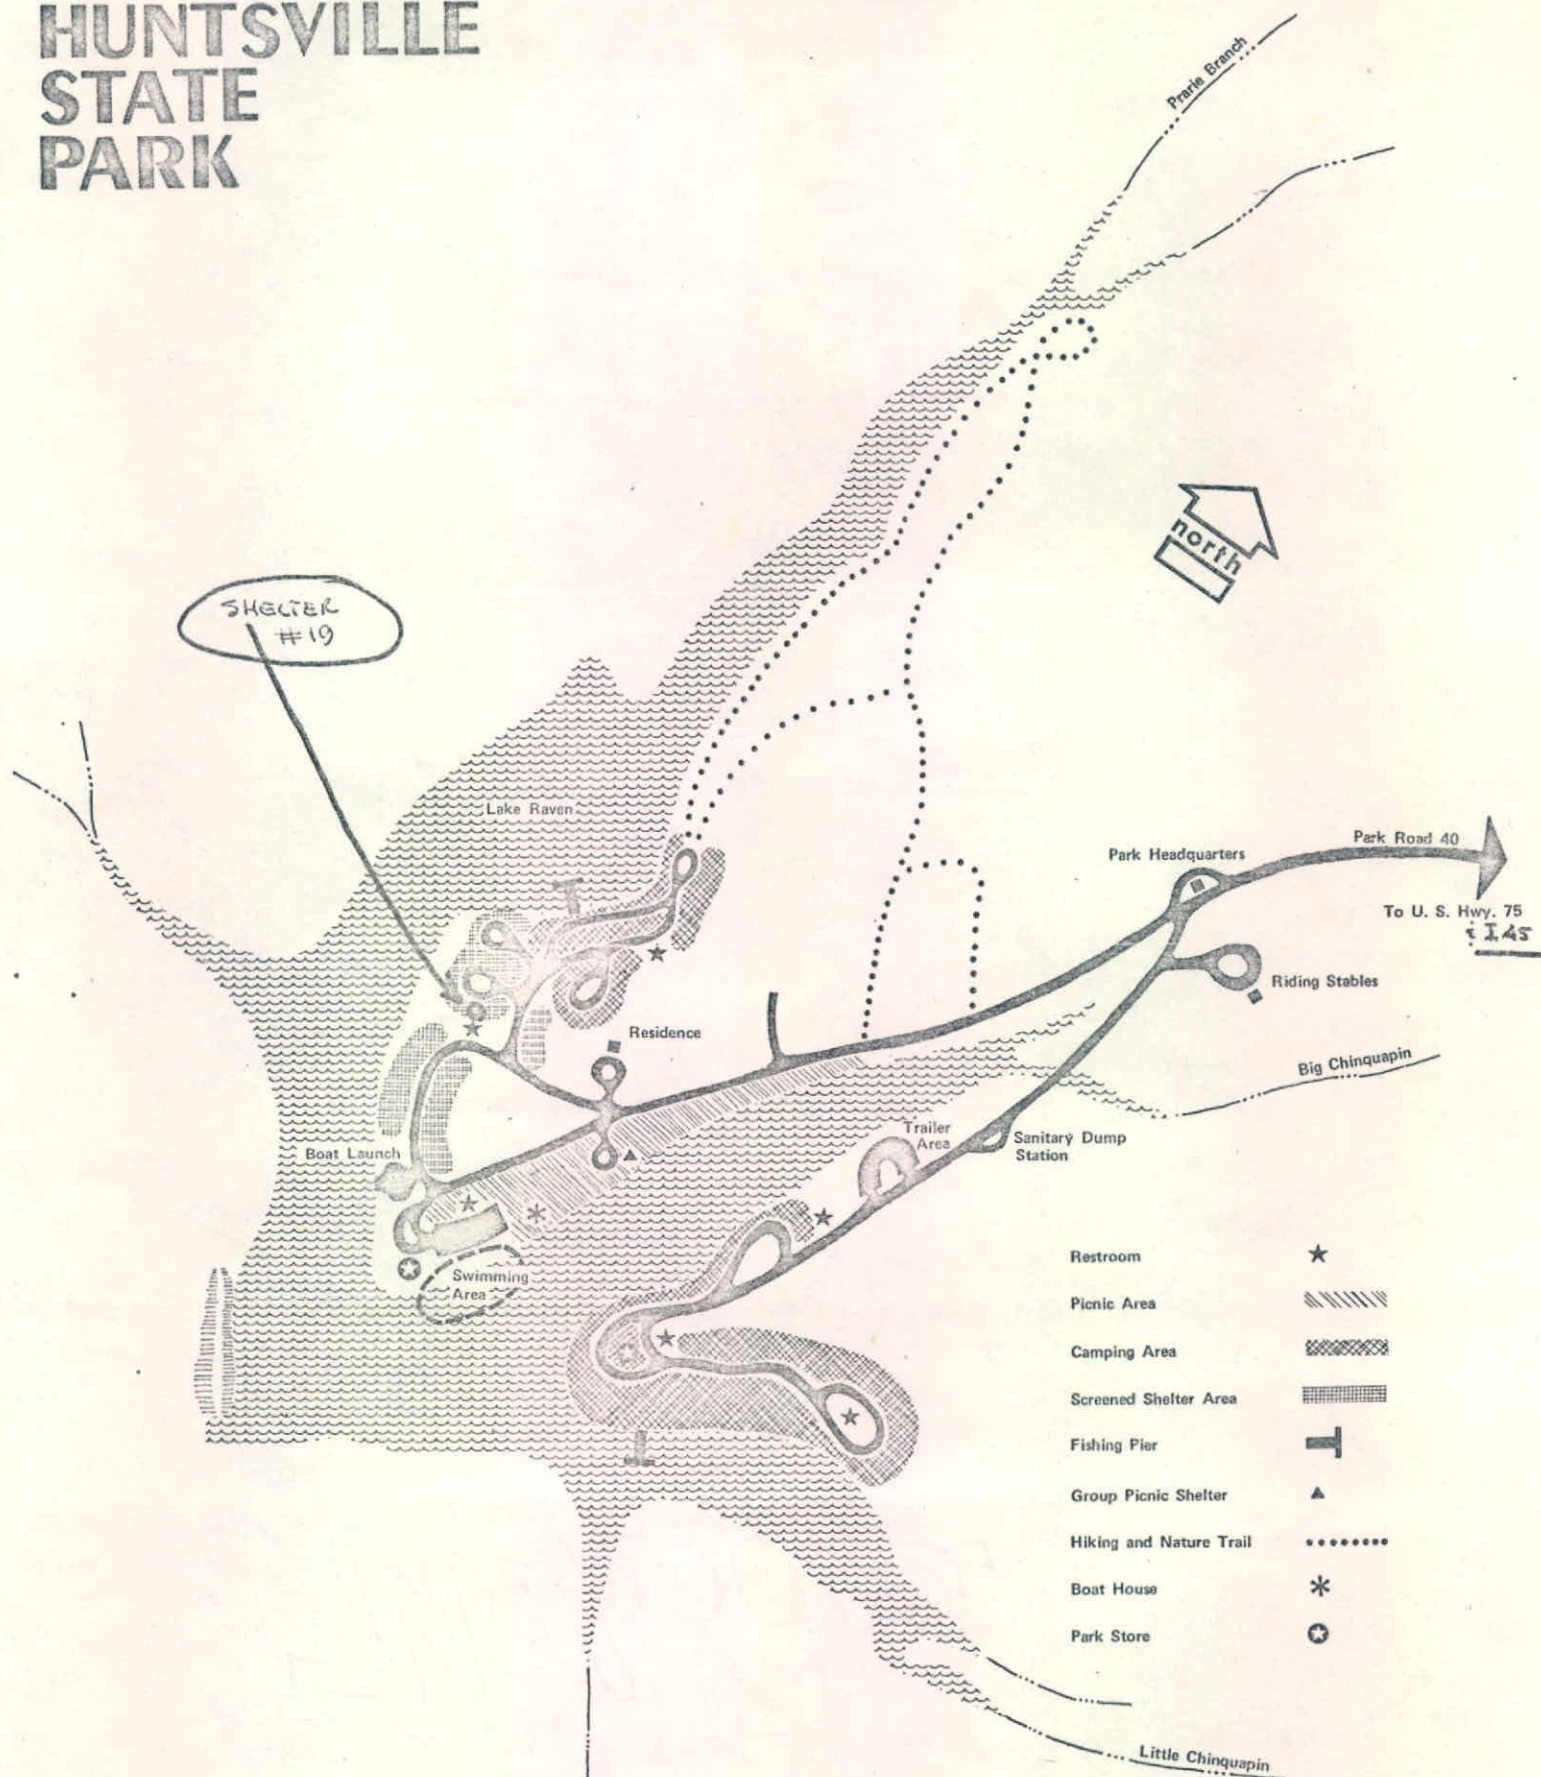 HUNTSVILLE
STATE
PARK
Prarie Branch
north
SHELTER
#19
Lake Raven
Park Headquarters
Park Road 40
To U. S. Hwy. 75
& I 45
Riding Stables
Residence
Big Chinquapin
Trailer
Area
Sanitary Dump
Station
Boat Launch
Swimming
Area
Restroom
Picnic Area
Camping Area
Screened Shelter Area
Fishing Pier
Group Picnic Shelter
Hiking and Nature Trail
Boat House
Park Store
Little Chinquapin